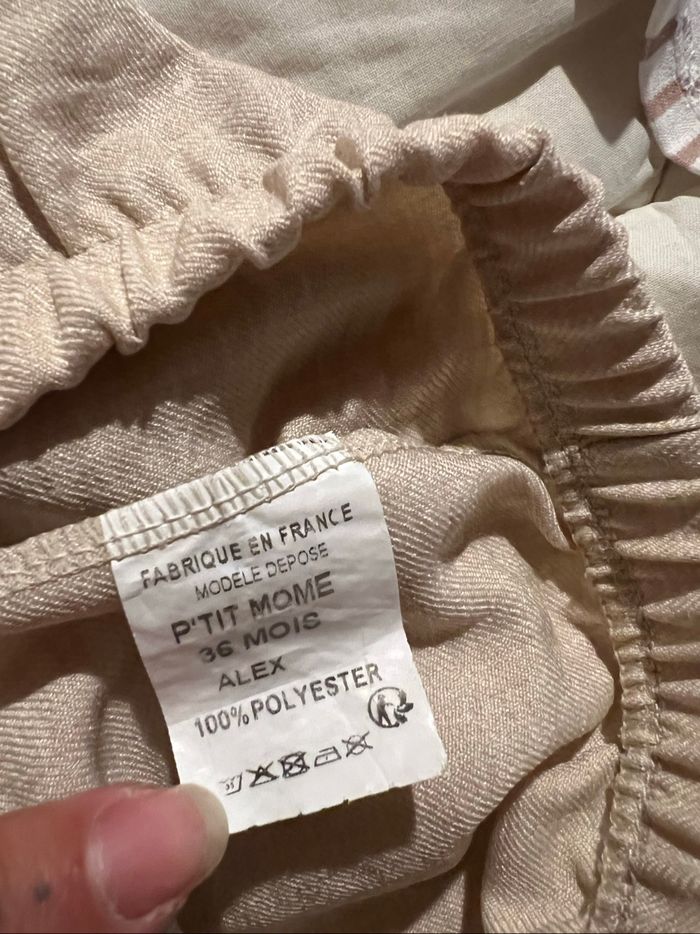 FABRIQUE EN FRANCE
MODELE DEPOSE
P'TIT MOME
36 MOIS
ALEX
100% POLYESTER